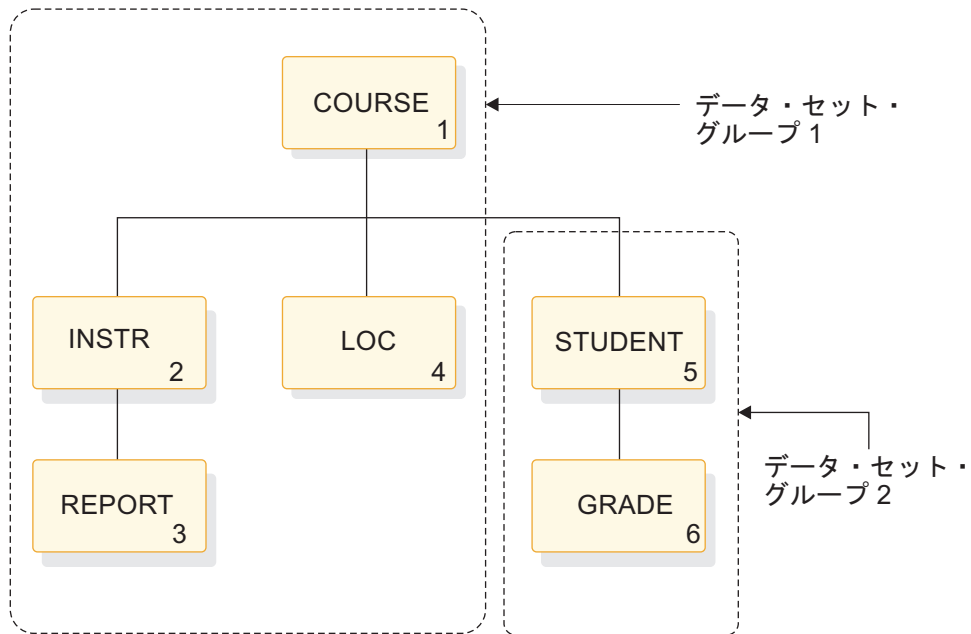 COURSE
1
データ・セット・
グループ 1
INSTR
2
LOC
4
STUDENT
5
REPORT
3
GRADE
6
データ・セット・
グループ 2